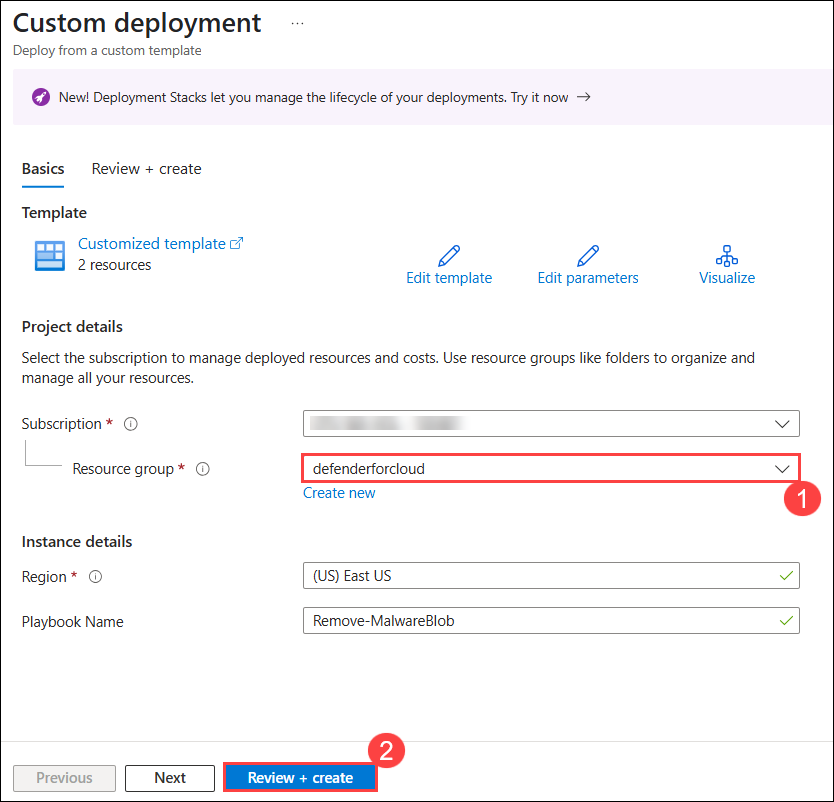 Custom deployment ...
Deploy from a custom template
New! Deployment Stacks let you manage the lifecycle of your deployments. Try it now →
Basics Review + create
Template
Customized template
2 resources
Edit template Edit parameters Visualize
Project details
Select the subscription to manage deployed resources and costs. Use resource groups like folders to organize and
manage all your resources.
Subscription *
Resource group * defenderforcloud
Create new
1
Instance details
Region * (US) East US
Playbook Name Remove-MalwareBlob
2
Previous Next Review + create